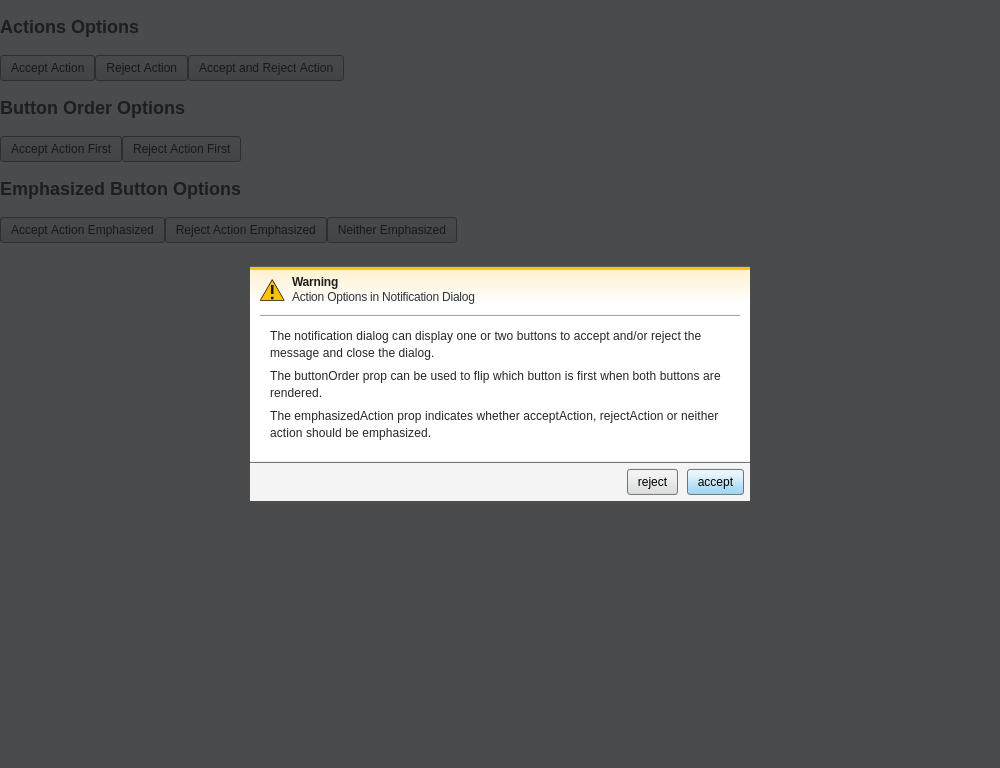 Actions Options
Accept Action Reject Action Accept and Reject Action
Button Order Options
Accept Action First Reject Action First
Emphasized Button Options
Accept Action Emphasized Reject Action Emphasized Neither Emphasized
Warning
Action Options in Notification Dialog
The notification dialog can display one or two buttons to accept and/or reject the
message and close the dialog.
The buttonOrder prop can be used to flip which button is first when both buttons are
rendered.
The emphasizedAction prop indicates whether acceptAction, rejectAction or neither
action should be emphasized.
reject accept